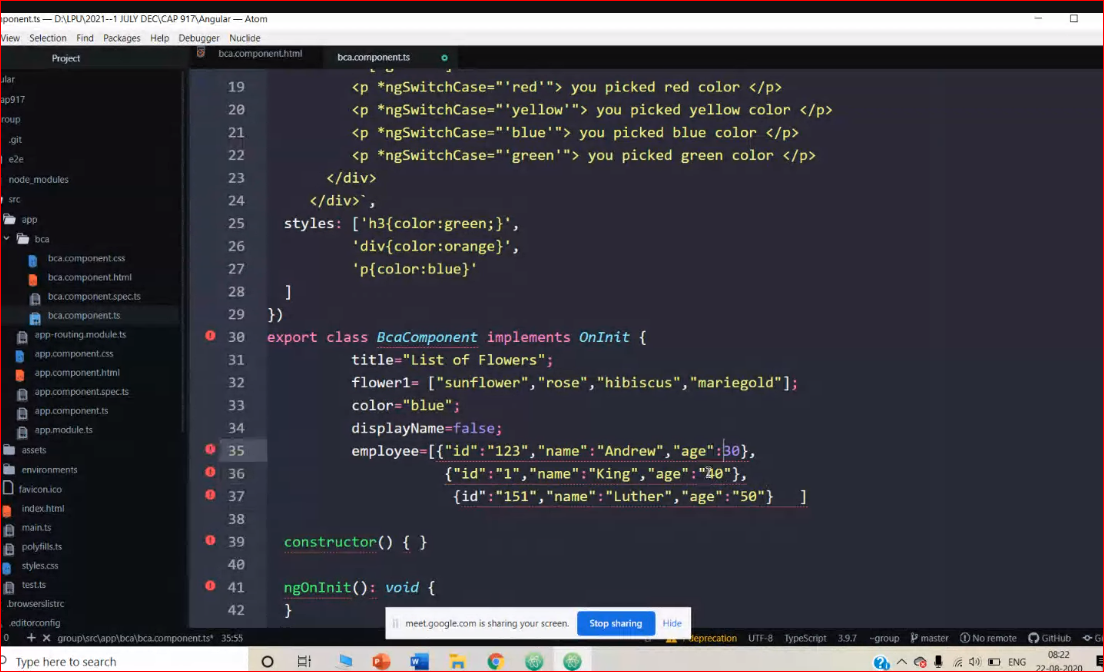 mponent.ts — D:\LPU\2021--1 JULY DEC\CAP 917\Angular — Atom
View Selection Find Packages Help Debugger Nuclide
Project
bca.component.html
bca.component.ts
ular
ap917
roup
.git
e2e
node_modules
src
app
bca
bca.component.css
bca.component.html
bca.component.spec.ts
bca.component.ts
app-routing.module.ts
app.component.css
app.component.html
app.component.spec.ts
app.component.ts
app.module.ts
assets
environments
favicon.ico
index.html
main.ts
polyfills.ts
styles.css
test.ts
.browserslistrc
.editorconfig
19 <p *ngSwitchCase="'red'"> you picked red color </p>
20 <p *ngSwitchCase="'yellow'"> you picked yellow color </p>
21 <p *ngSwitchCase="'blue'"> you picked blue color </p>
22 <p *ngSwitchCase="'green'"> you picked green color </p>
23 </div>
24 </div>`,
25 styles: ['h3{color:green;}',
26 'div{color:orange}',
27 'p{color:blue}'
28 ]
29 })
30 export class BcaComponent implements OnInit {
31 title="List of Flowers";
32 flower1= ["sunflower","rose","hibiscus","mariegold"];
33 color="blue";
34 displayName=false;
35 employee=[{"id":"123","name":"Andrew","age":30},
36 {"id":"1","name":"King","age":"40"},
37 {id":"151","name":"Luther","age":"50"} ]
38
39 constructor() { }
40
41 ngOnInit(): void {
42 }
meet.google.com is sharing your screen. Stop sharing Hide
0 group\src\app\bca\bca.component.ts* 35:55 deprecation UTF-8 TypeScript 3.9.7 -group master No remote GitHub Gi
Type here to search
ENG
08:22
22-08-2020